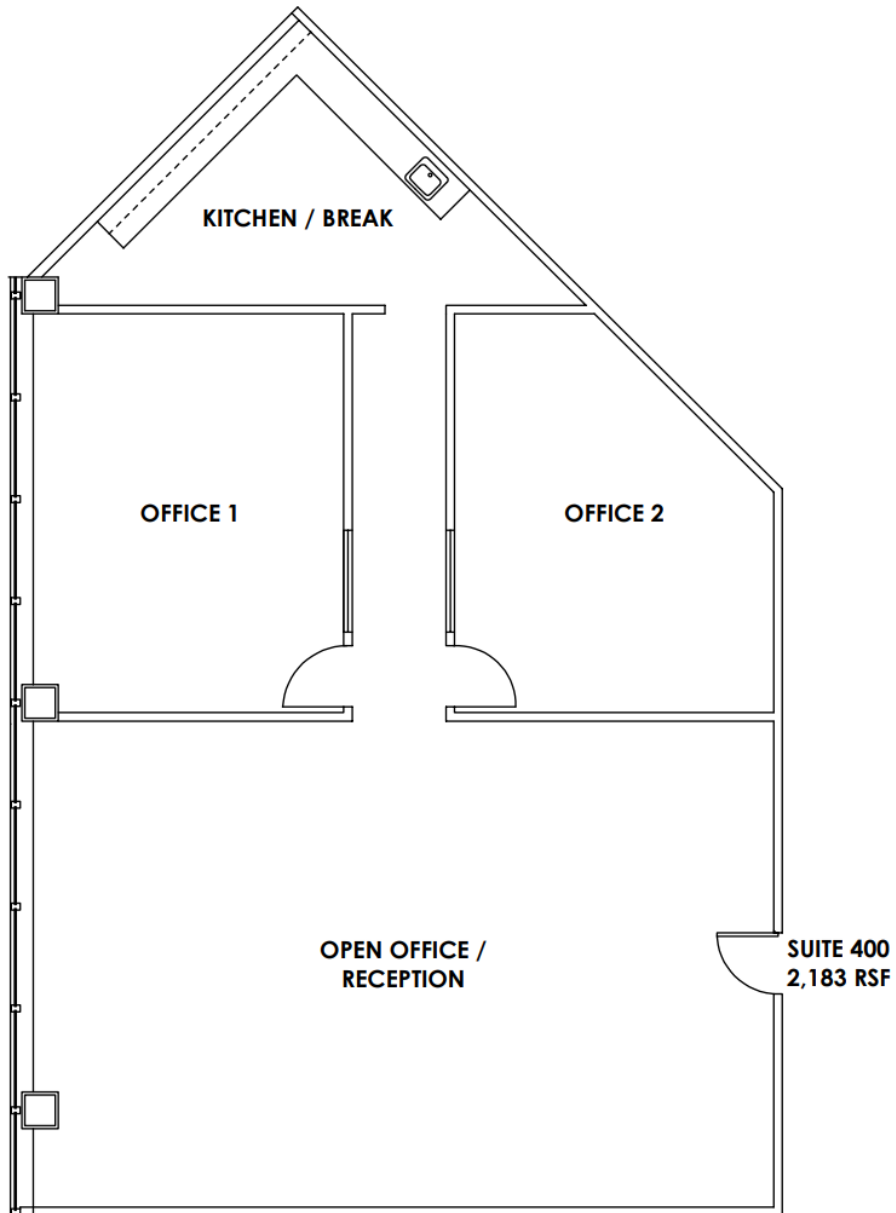 KITCHEN / BREAK
OFFICE 1
OFFICE 2
OPEN OFFICE /
RECEPTION
SUITE 400
2,183 RSF